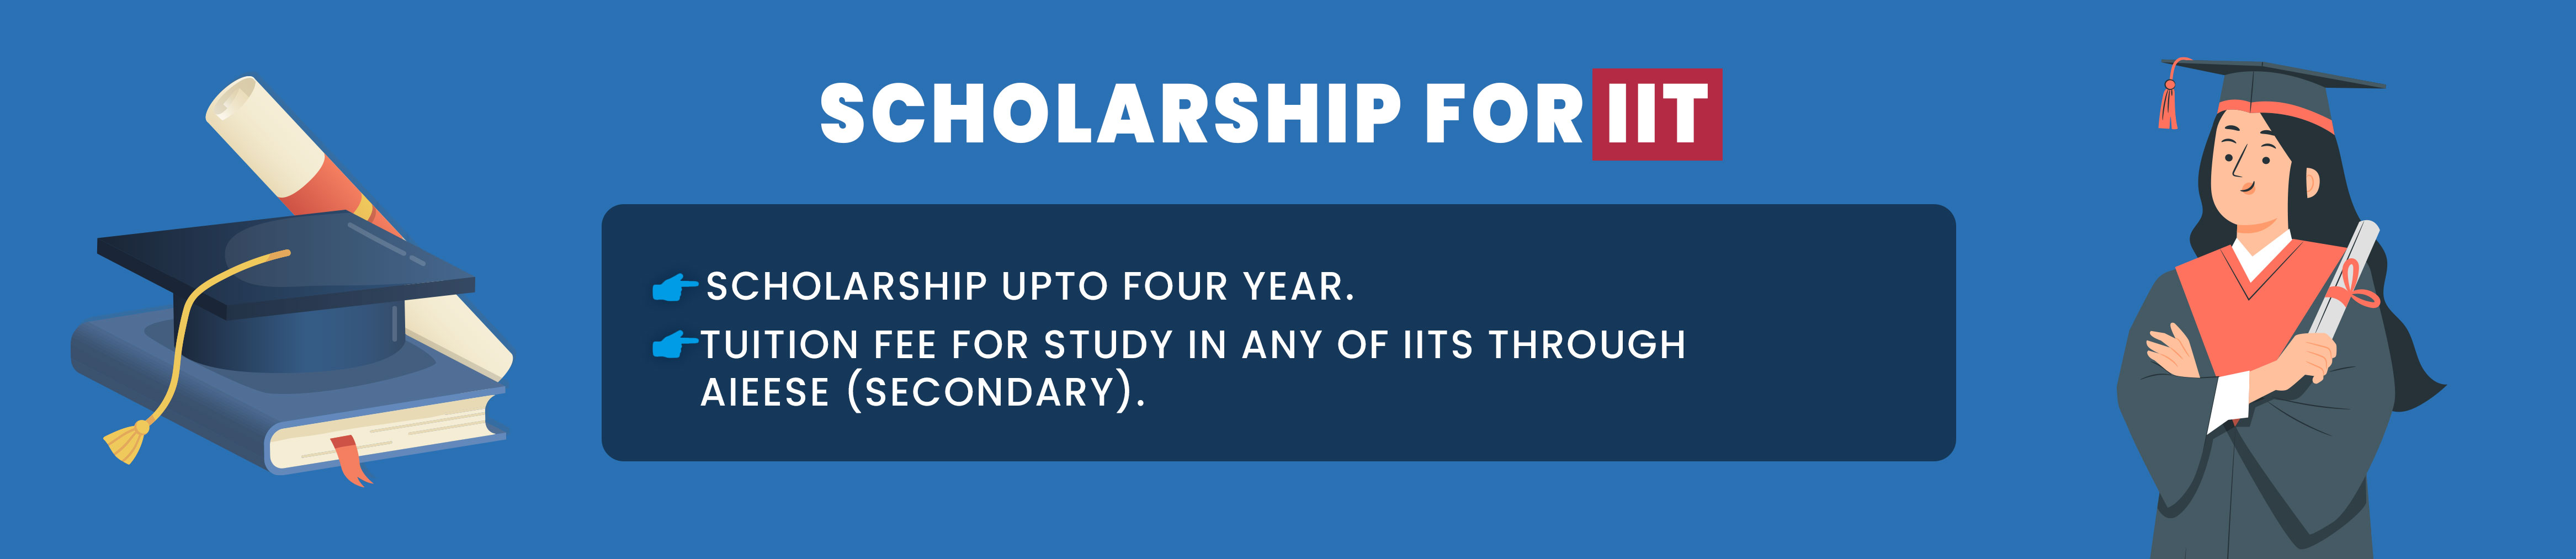 SCHOLARSHIP FOR IIT
SCHOLARSHIP UPTO FOUR YEAR.
TUITION FEE FOR STUDY IN ANY OF IITS THROUGH
AIEESE (SECONDARY).